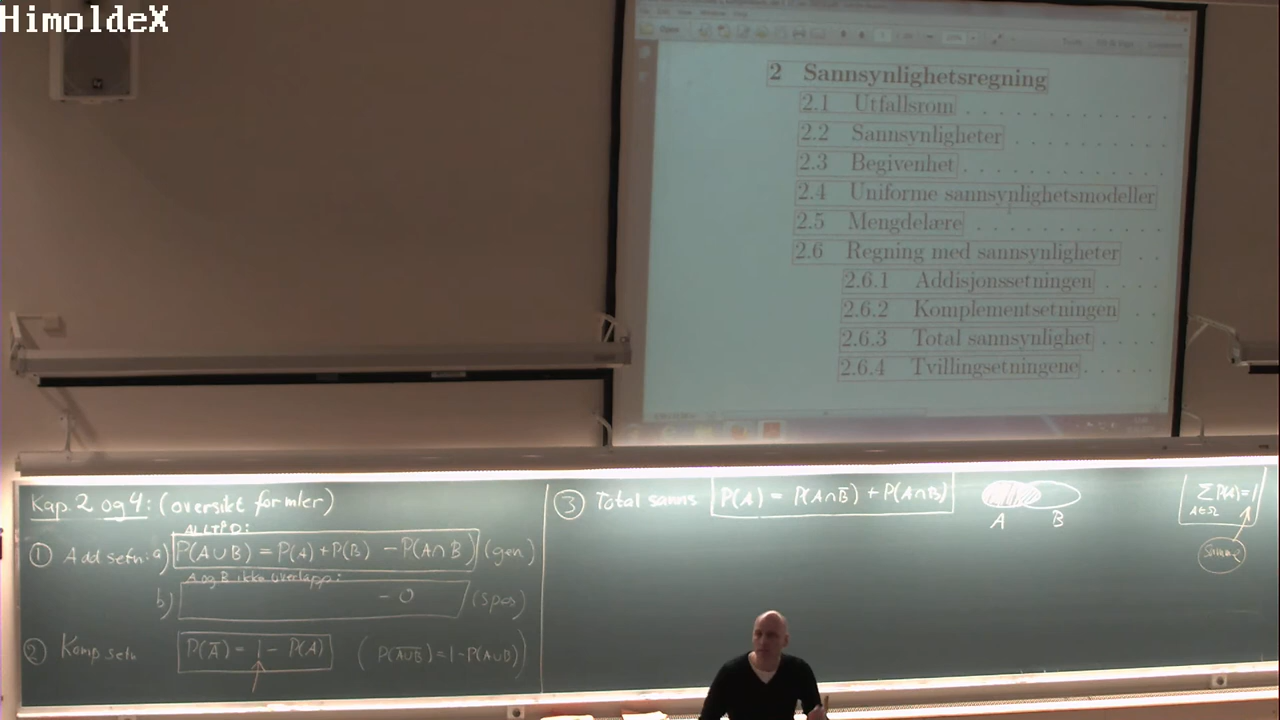 HimoldeX
2 Sannsynlighetsregning
2.1 Utfallsrom
2.2 Sannsynligheter
2.3 Begivenhet
2.4 Uniforme sannsynlighetsmodeller
2.5 Mengdelære
2.6 Regning med sannsynligheter
2.6.1 Addisjonssetningen
2.6.2 Komplementsetningen
2.6.3 Total sannsynlighet
2.6.4 Tvillingsetningene
Kap. 2 og 4: (oversikt formler)
ALLTID:
① Add setn: a) P(A∪B) = P(A) + P(B) - P(A∩B) (gen)
A og B ikke overlapp:
b) - 0 (spes)
② Komp.setn P(A̅) = 1 - P(A) (P(A̅∪̅B̅) = 1 - P(A∪B))
③ Total sanns P(A) = P(A∩B̅) + P(A∩B)
A B
∑ P(A) = 1
A∈Ω